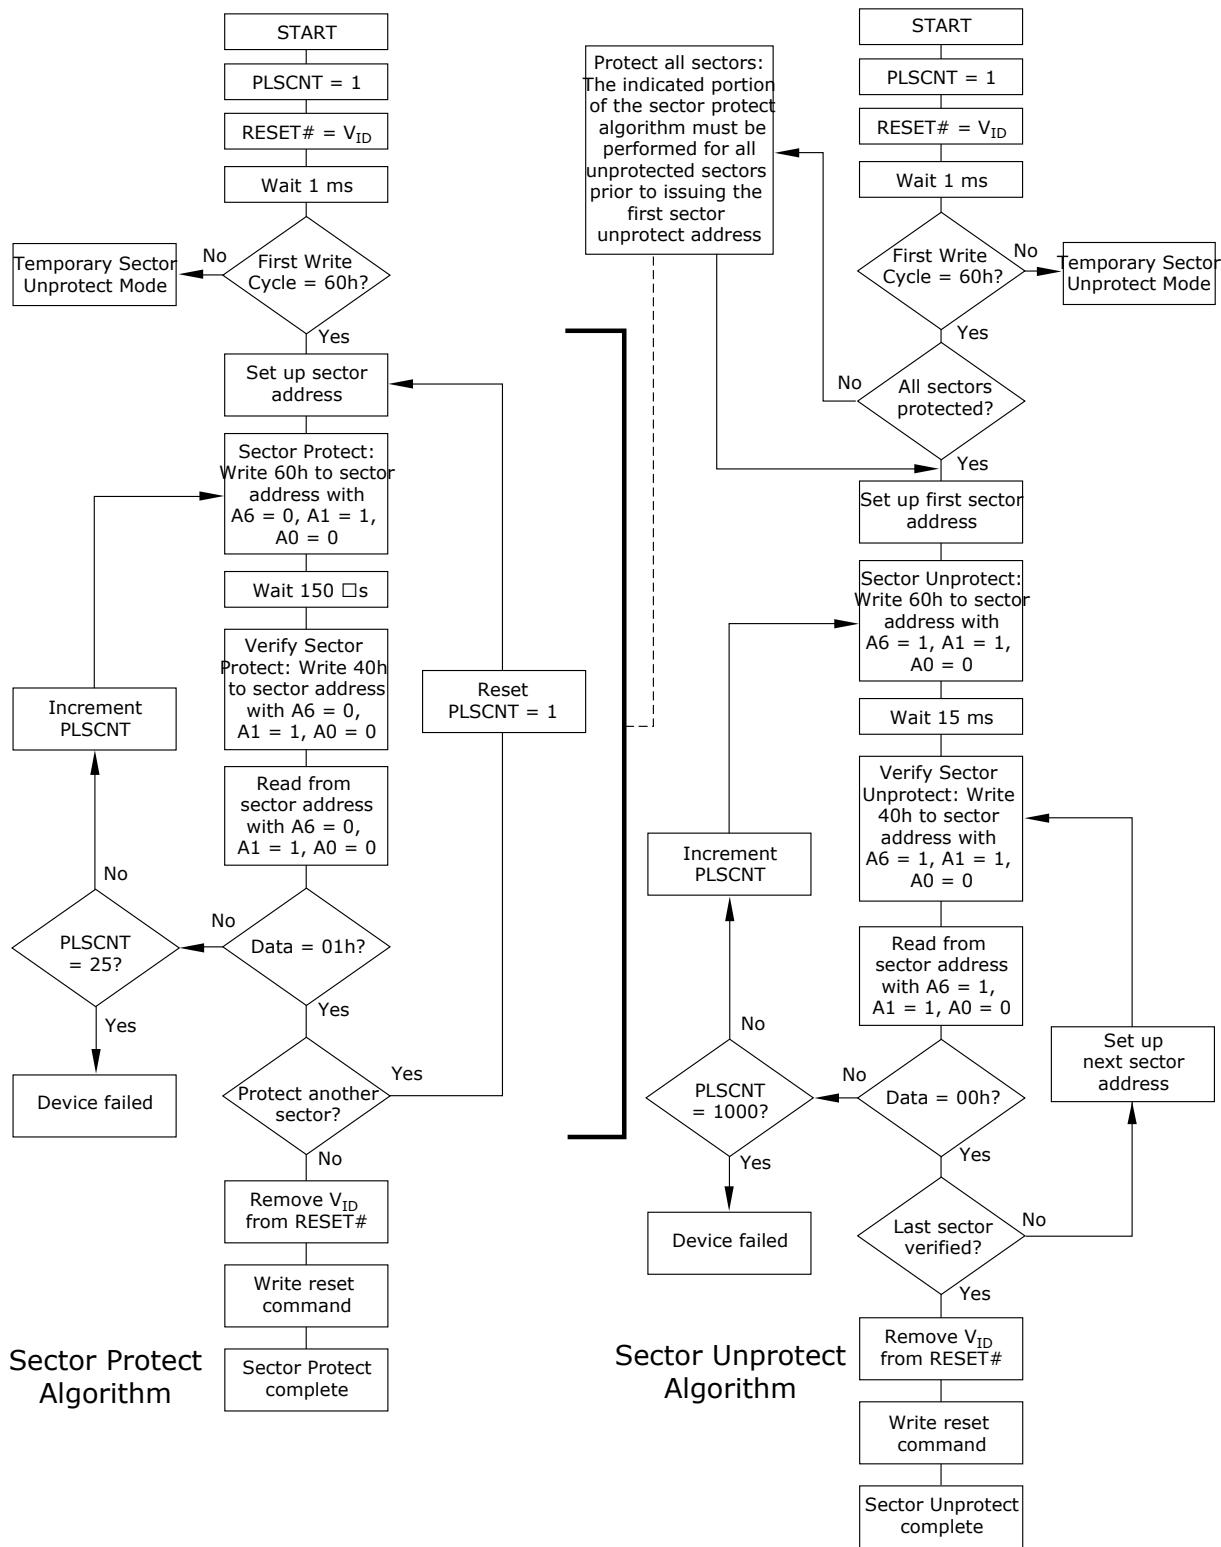 START
PLSCNT = 1
RESET# = VID
Wait 1 ms
First Write
Cycle = 60h?
No
Temporary Sector
Unprotect Mode
Yes
Set up sector
address
Sector Protect:
Write 60h to sector
address with
A6 = 0, A1 = 1,
A0 = 0
Wait 150 □s
Verify Sector
Protect: Write 40h
to sector address
with A6 = 0,
A1 = 1, A0 = 0
Increment
PLSCNT
Reset
PLSCNT = 1
Read from
sector address
with A6 = 0,
A1 = 1, A0 = 0
No
PLSCNT
= 25?
No
Data = 01h?
Yes
Yes
Device failed
Protect another
sector?
Yes
No
Remove VID
from RESET#
Write reset
command
Sector Protect
complete
Sector Protect
Algorithm
START
PLSCNT = 1
RESET# = VID
Wait 1 ms
Protect all sectors:
The indicated portion
of the sector protect
algorithm must be
performed for all
unprotected sectors
prior to issuing the
first sector
unprotect address
First Write
Cycle = 60h?
No
Temporary Sector
Unprotect Mode
Yes
No
All sectors
protected?
Yes
Set up first sector
address
Sector Unprotect:
Write 60h to sector
address with
A6 = 1, A1 = 1,
A0 = 0
Wait 15 ms
Verify Sector
Unprotect: Write
40h to sector
address with
A6 = 1, A1 = 1,
A0 = 0
Increment
PLSCNT
Read from
sector address
with A6 = 1,
A1 = 1, A0 = 0
No
Set up
next sector
address
PLSCNT
= 1000?
No
Data = 00h?
Yes
Yes
Device failed
Last sector
verified?
No
Yes
Remove VID
from RESET#
Write reset
command
Sector Unprotect
complete
Sector Unprotect
Algorithm